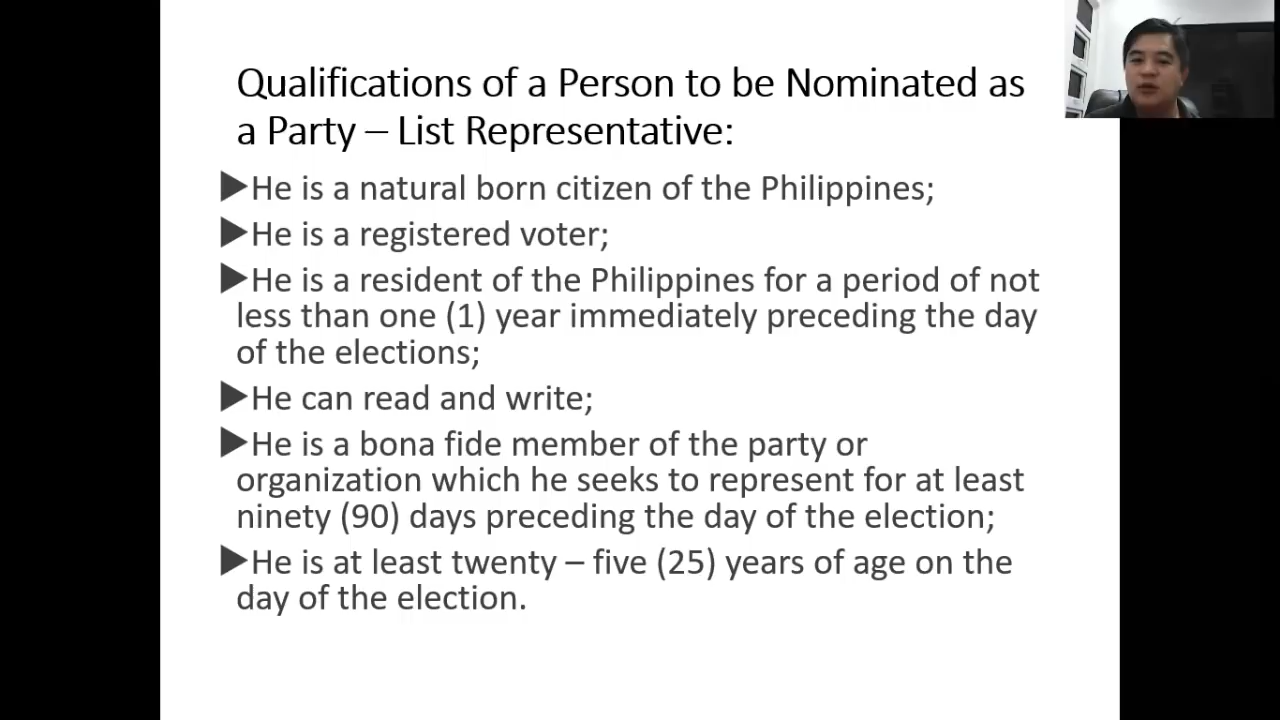 Qualifications of a Person to be Nominated as
a Party – List Representative:
▶He is a natural born citizen of the Philippines;
▶He is a registered voter;
▶He is a resident of the Philippines for a period of not
less than one (1) year immediately preceding the day
of the elections;
▶He can read and write;
▶He is a bona fide member of the party or
organization which he seeks to represent for at least
ninety (90) days preceding the day of the election;
▶He is at least twenty – five (25) years of age on the
day of the election.